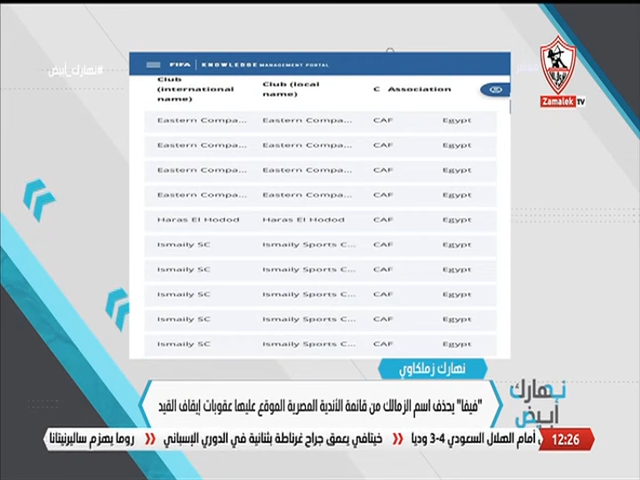 #نهارك_أبيض
FIFA | KNOWLEDGE MANAGEMENT PORTAL
Zamalek TV
Club (international name) Club (local name) C Association
Eastern Compa... Eastern Compa... CAF Egypt
Eastern Compa... Eastern Compa... CAF Egypt
Eastern Compa... Eastern Compa... CAF Egypt
Eastern Compa... Eastern Compa... CAF Egypt
Haras El Hodod Haras El Hodod CAF Egypt
Ismaily SC Ismaily Sports C... CAF Egypt
Ismaily SC Ismaily Sports C... CAF Egypt
Ismaily SC Ismaily Sports C... CAF Egypt
Ismaily SC Ismaily Sports C... CAF Egypt
Ismaily SC Ismaily Sports C... CAF Egypt
نهارك زملكاوي
"فيفا" يحذف اسم الزمالك من قائمة الأندية المصرية الموقع عليها عقوبات إيقاف القيد
نهارك
أبيض
12:26 أمام الهلال السعودي 4-3 وديا » خيتافي يعمق جراح غرناطة بثنائية في الدوري الإسباني » روما يهزم ساليرنيتانا